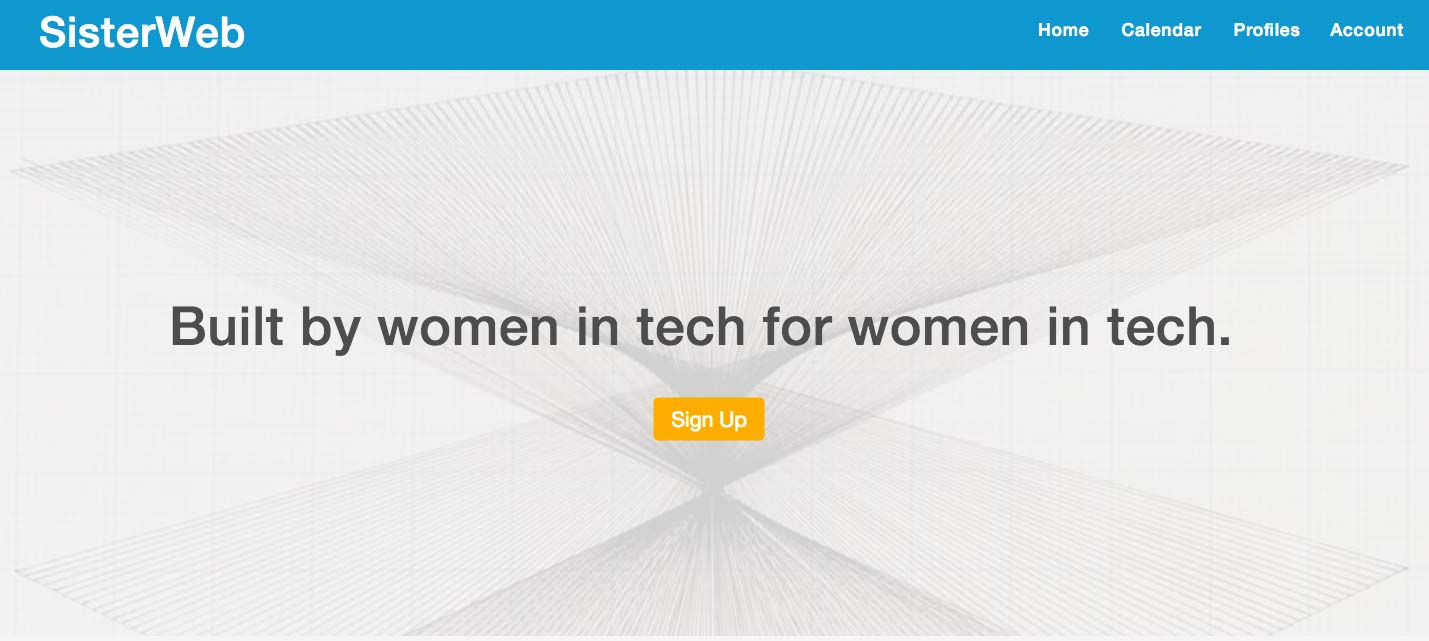 SisterWeb
Home Calendar Profiles Account
Built by women in tech for women in tech.
Sign Up